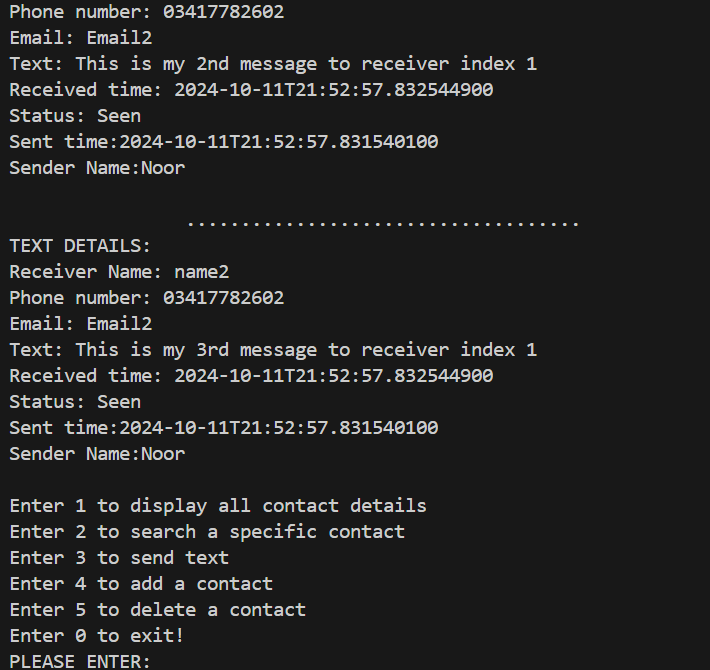 Phone number: 03417782602
Email: Email2
Text: This is my 2nd message to receiver index 1
Received time: 2024-10-11T21:52:57.832544900
Status: Seen
Sent time:2024-10-11T21:52:57.831540100
Sender Name:Noor
....................................
TEXT DETAILS:
Receiver Name: name2
Phone number: 03417782602
Email: Email2
Text: This is my 3rd message to receiver index 1
Received time: 2024-10-11T21:52:57.832544900
Status: Seen
Sent time:2024-10-11T21:52:57.831540100
Sender Name:Noor
Enter 1 to display all contact details
Enter 2 to search a specific contact
Enter 3 to send text
Enter 4 to add a contact
Enter 5 to delete a contact
Enter 0 to exit!
PLEASE ENTER: